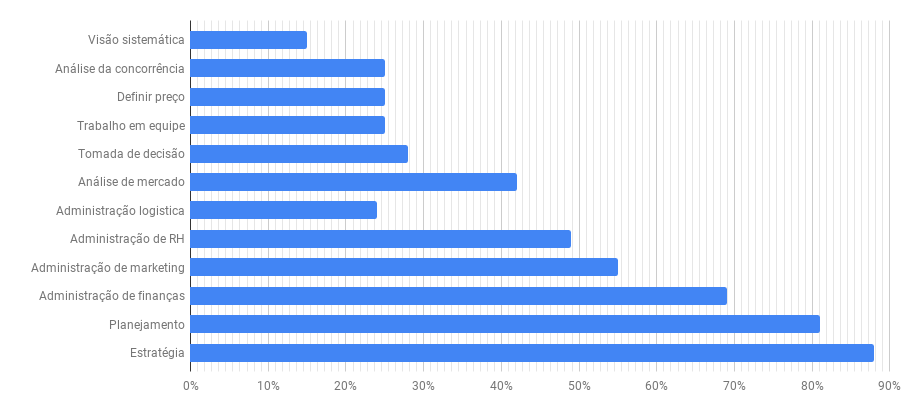 Visão sistemática
Análise da concorrência
Definir preço
Trabalho em equipe
Tomada de decisão
Análise de mercado
Administração logistica
Administração de RH
Administração de marketing
Administração de finanças
Planejamento
Estratégia
0% 10% 20% 30% 40% 50% 60% 70% 80% 90%